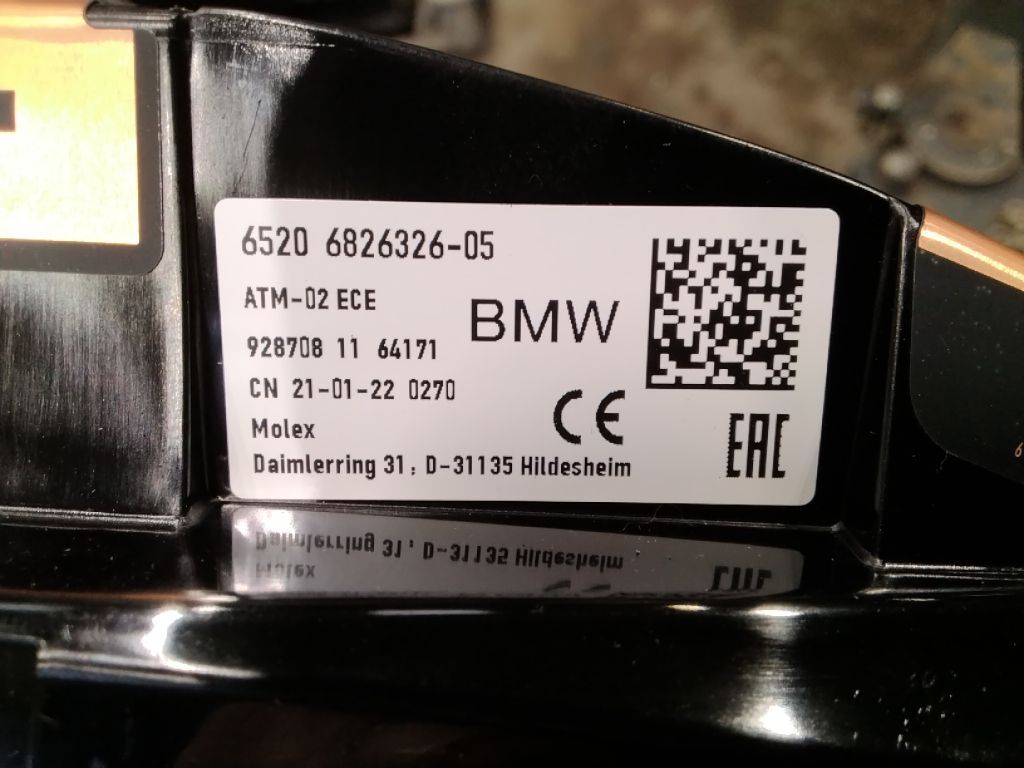 6520 6826326-05
ATM-02 ECE
BMW
928708 11 64171
CN 21-01-22 0270
CE
Molex
EAC
Daimlerring 31, D-31135 Hildesheim